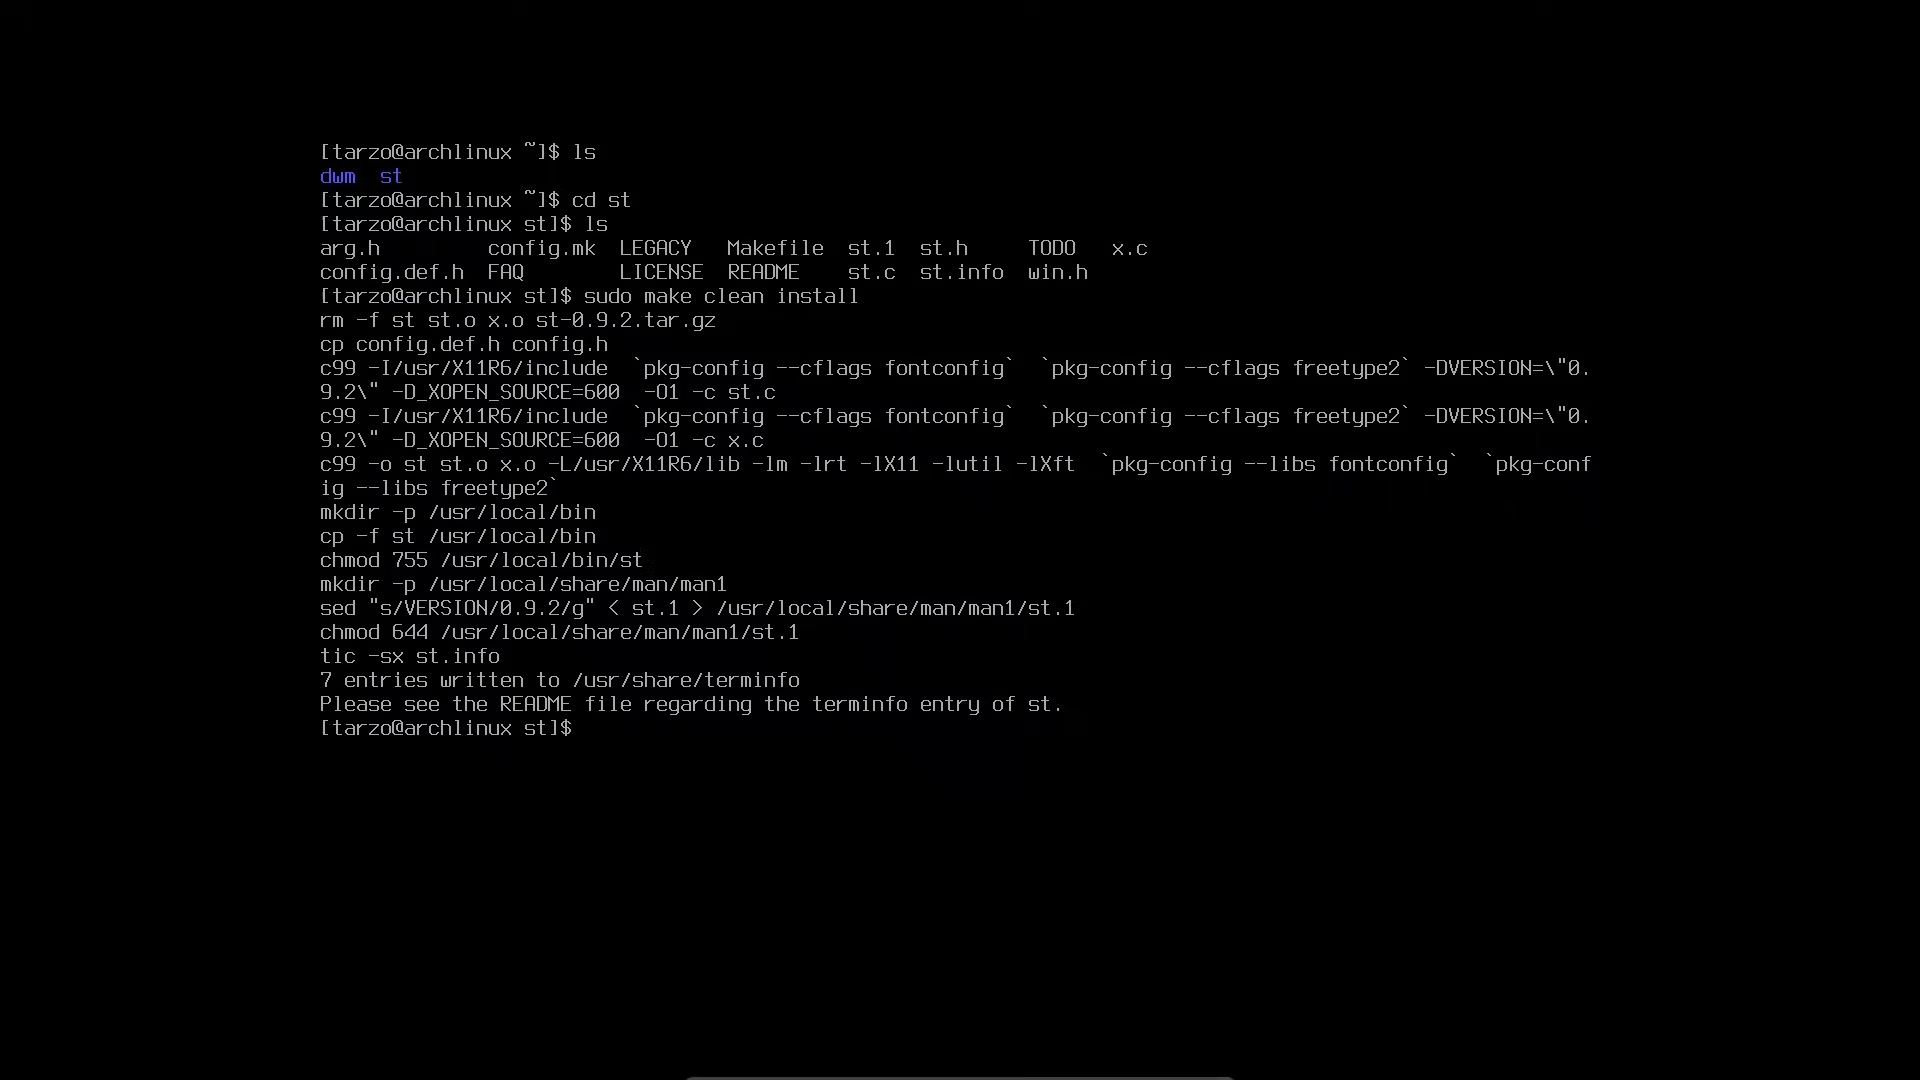 [tarzo@archlinux ~]$ ls
dwm  st
[tarzo@archlinux ~]$ cd st
[tarzo@archlinux st]$ ls
arg.h         config.mk  LEGACY   Makefile  st.1  st.h     TODO   x.c
config.def.h  FAQ        LICENSE  README    st.c  st.info  win.h
[tarzo@archlinux st]$ sudo make clean install
rm -f st st.o x.o st-0.9.2.tar.gz
cp config.def.h config.h
c99 -I/usr/X11R6/include  `pkg-config --cflags fontconfig`  `pkg-config --cflags freetype2` -DVERSION=\"0.
9.2\" -D_XOPEN_SOURCE=600  -O1 -c st.c
c99 -I/usr/X11R6/include  `pkg-config --cflags fontconfig`  `pkg-config --cflags freetype2` -DVERSION=\"0.
9.2\" -D_XOPEN_SOURCE=600  -O1 -c x.c
c99 -o st st.o x.o -L/usr/X11R6/lib -lm -lrt -lX11 -lutil -lXft  `pkg-config --libs fontconfig`  `pkg-conf
ig --libs freetype2`
mkdir -p /usr/local/bin
cp -f st /usr/local/bin
chmod 755 /usr/local/bin/st
mkdir -p /usr/local/share/man/man1
sed "s/VERSION/0.9.2/g" < st.1 > /usr/local/share/man/man1/st.1
chmod 644 /usr/local/share/man/man1/st.1
tic -sx st.info
7 entries written to /usr/share/terminfo
Please see the README file regarding the terminfo entry of st.
[tarzo@archlinux st]$